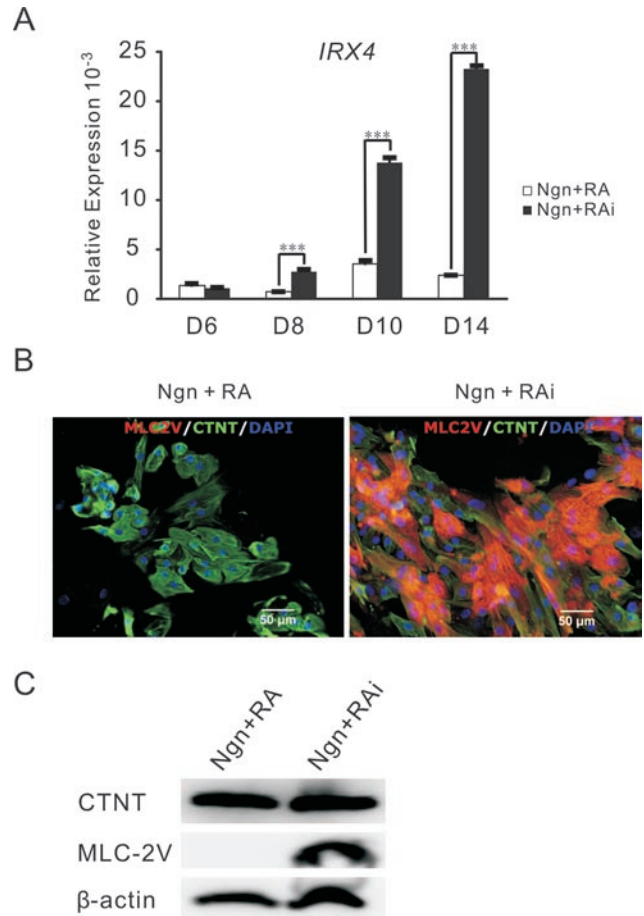 A
IRX4
Relative Expression 10⁻³
25
20
15
10
5
0
***
***
***
Ngn+RA
Ngn+RAi
D6 D8 D10 D14
B
Ngn + RA
Ngn + RAi
MLC2V/CTNT/DAPI
MLC2V/CTNT/DAPI
50 µm
50 µm
C
Ngn+RA
Ngn+RAi
CTNT
MLC-2V
β-actin